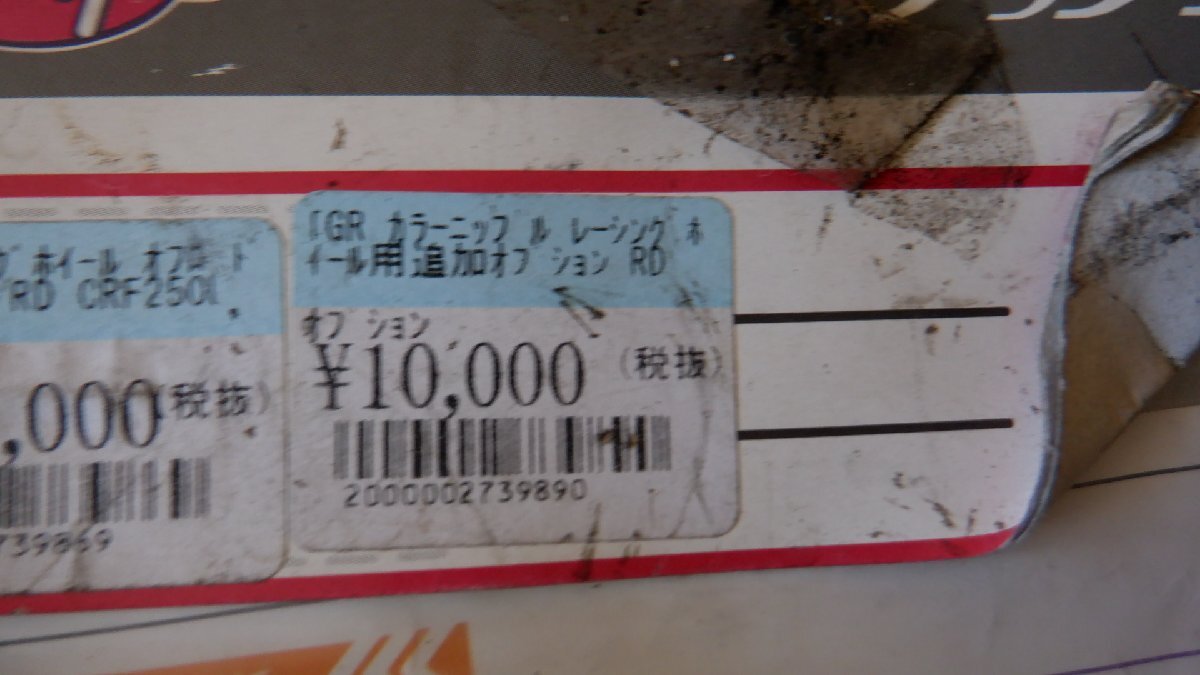 グ ホイール オフロード
RD CRF250L
,000(税抜)
739869
TGR カラーニップル レーシング ホ
イール用追加オプション RD
オプション
¥10,000 (税抜)
2000002739890